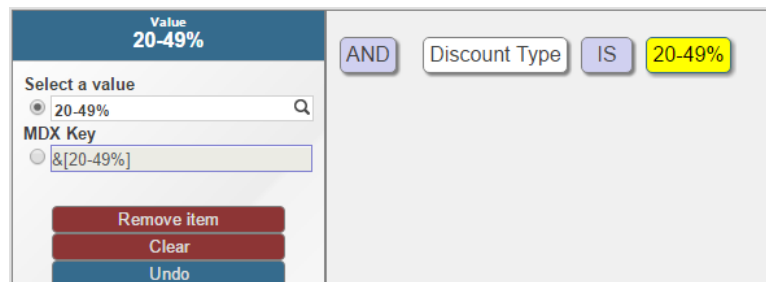 Value
20-49%
Select a value
20-49%
MDX Key
&[20-49%]
Remove item
Clear
Undo
AND Discount Type IS 20-49%